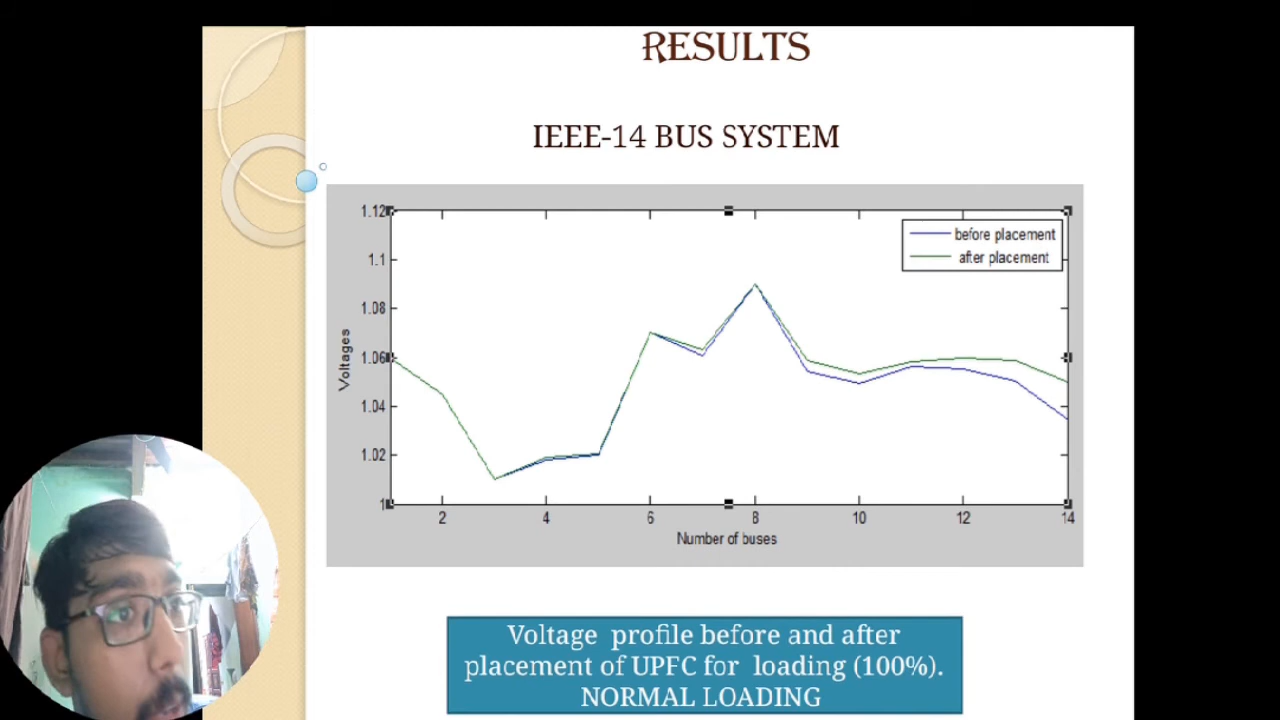 RESULTS
IEEE-14 BUS SYSTEM
1.12
1.1
1.08
1.06
1.04
1.02
1
Voltages
before placement
after placement
2 4 6 8 10 12 14
Number of buses
Voltage profile before and after
placement of UPFC for loading (100%).
NORMAL LOADING